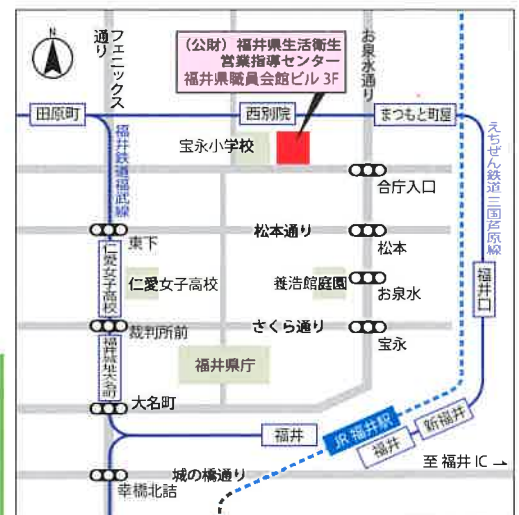 N
フェニックス
通り
（公財）福井県生活衛生
営業指導センター
福井県職員会館ビル 3F
お泉水通り
田原町
西別院
まつもと町屋
福井鉄道福武線
宝永小学校
えちぜん鉄道三国芦原線
合庁入口
松本通り
東下
松本
仁愛女子高校
仁愛女子高校
養浩館庭園
お泉水
福井口
さくら通り
裁判所前
宝永
福井城址大名町
福井県庁
大名町
福井
JR 福井駅
福井
新福井
至 福井 IC →
城の橋通り
幸橋北詰